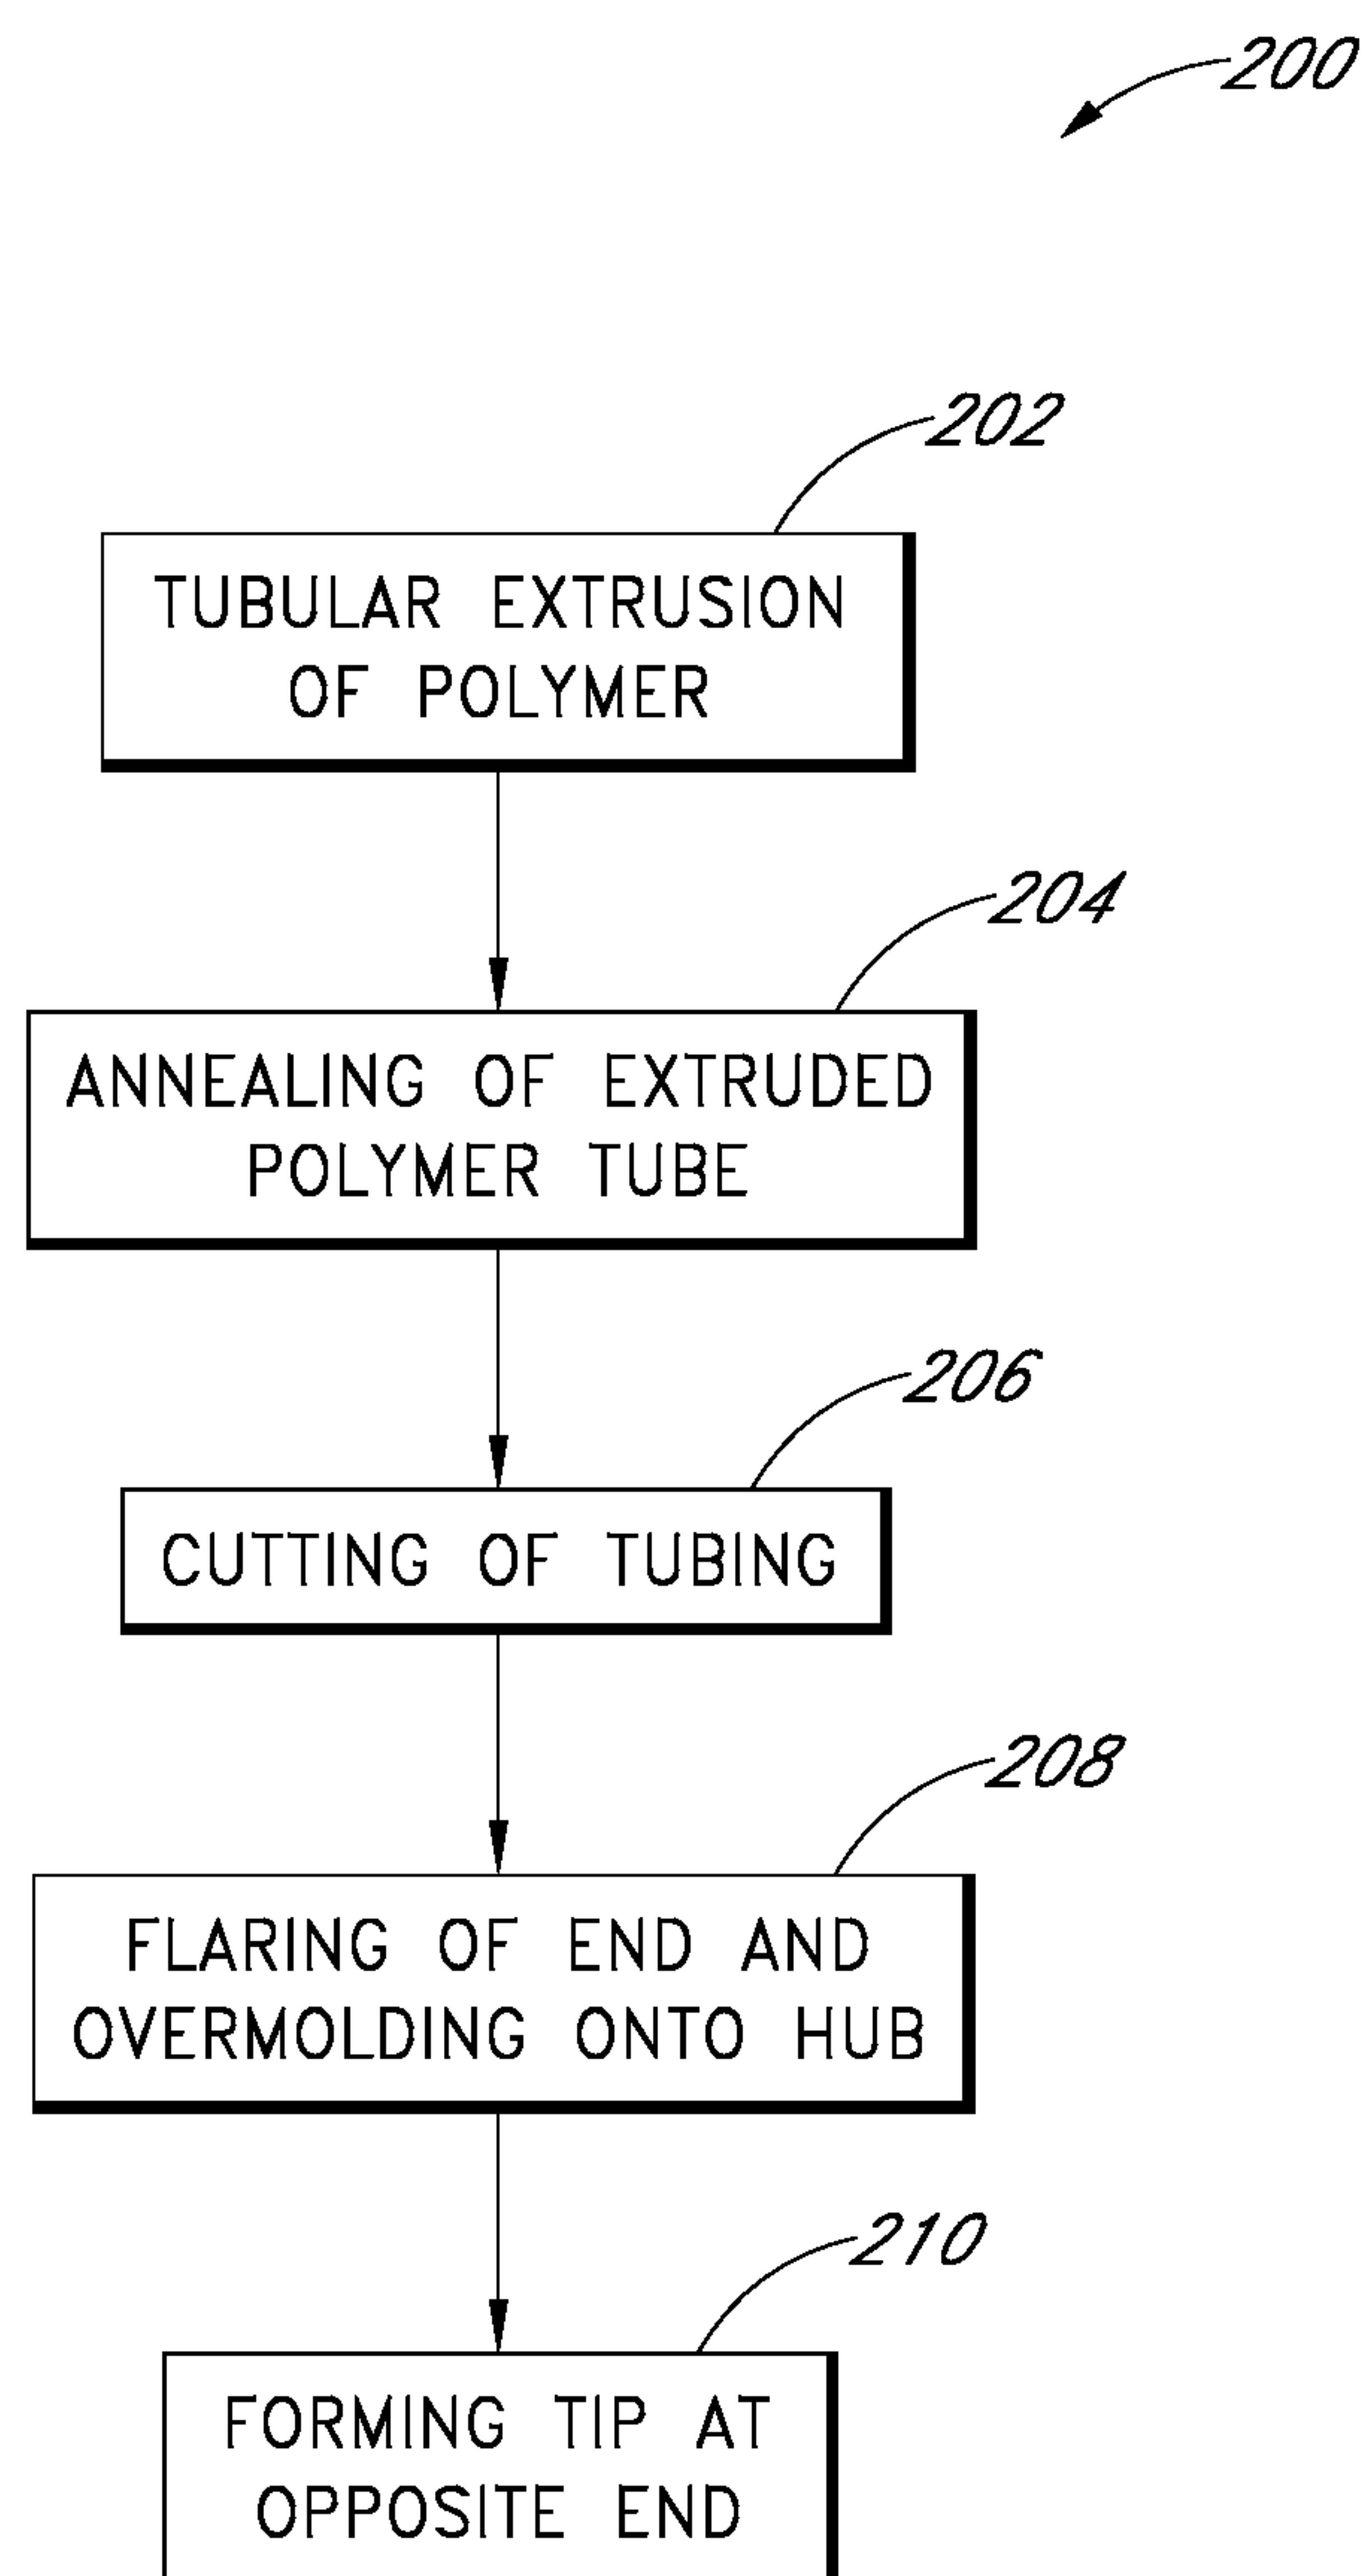 200
202
TUBULAR EXTRUSION
OF POLYMER
204
ANNEALING OF EXTRUDED
POLYMER TUBE
206
CUTTING OF TUBING
208
FLARING OF END AND
OVERMOLDING ONTO HUB
210
FORMING TIP AT
OPPOSITE END